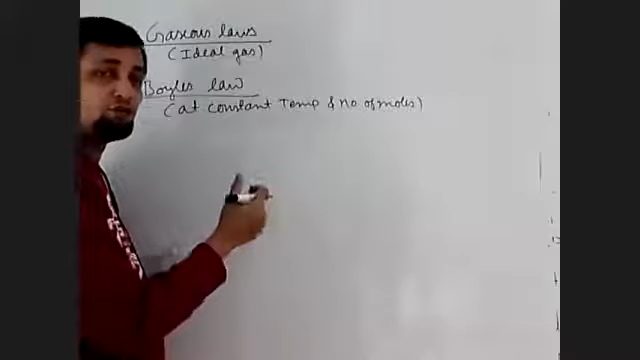 Gaseous laws
(Ideal gas)
Boyles law
(at constant Temp & no of moles)